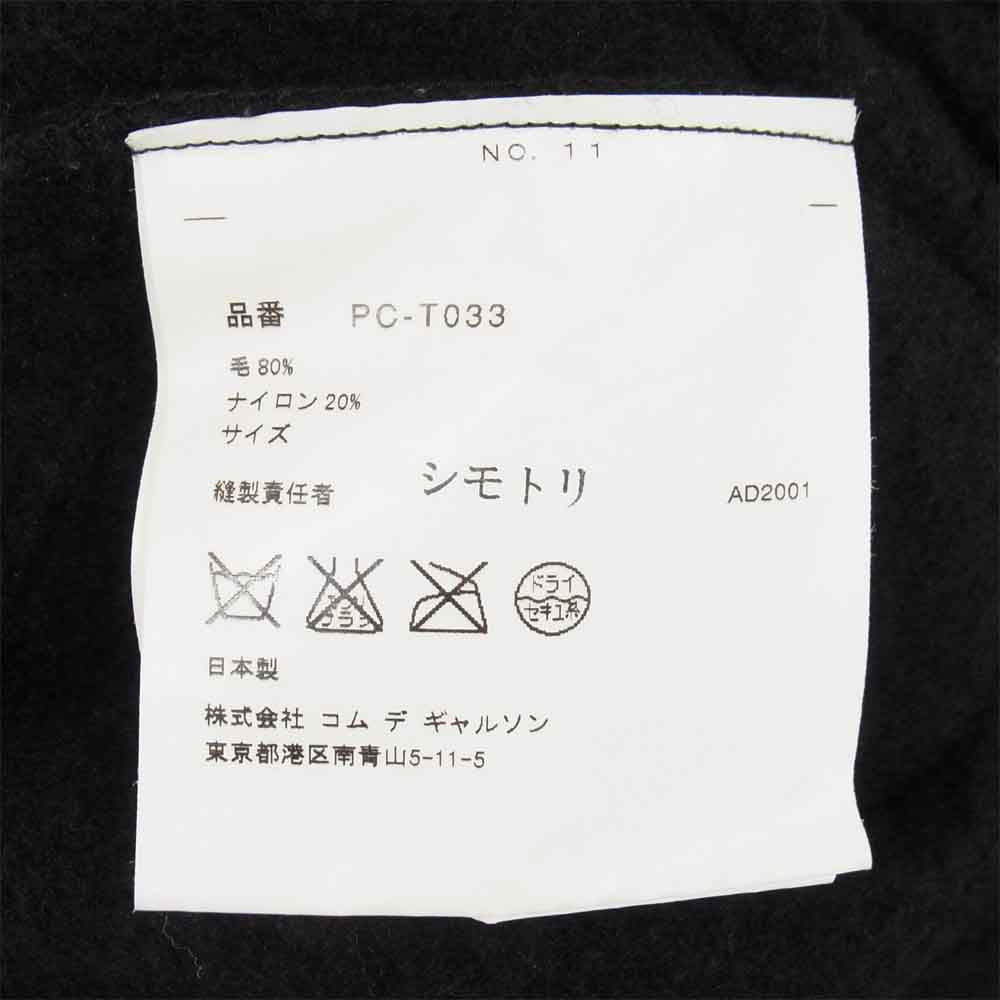 NO. 11
品番 PC-T033
毛 80%
ナイロン 20%
サイズ
縫製責任者 シモトリ AD2001
ドライ
セキユ系
日本製
株式会社 コム デ ギャルソン
東京都港区南青山5-11-5